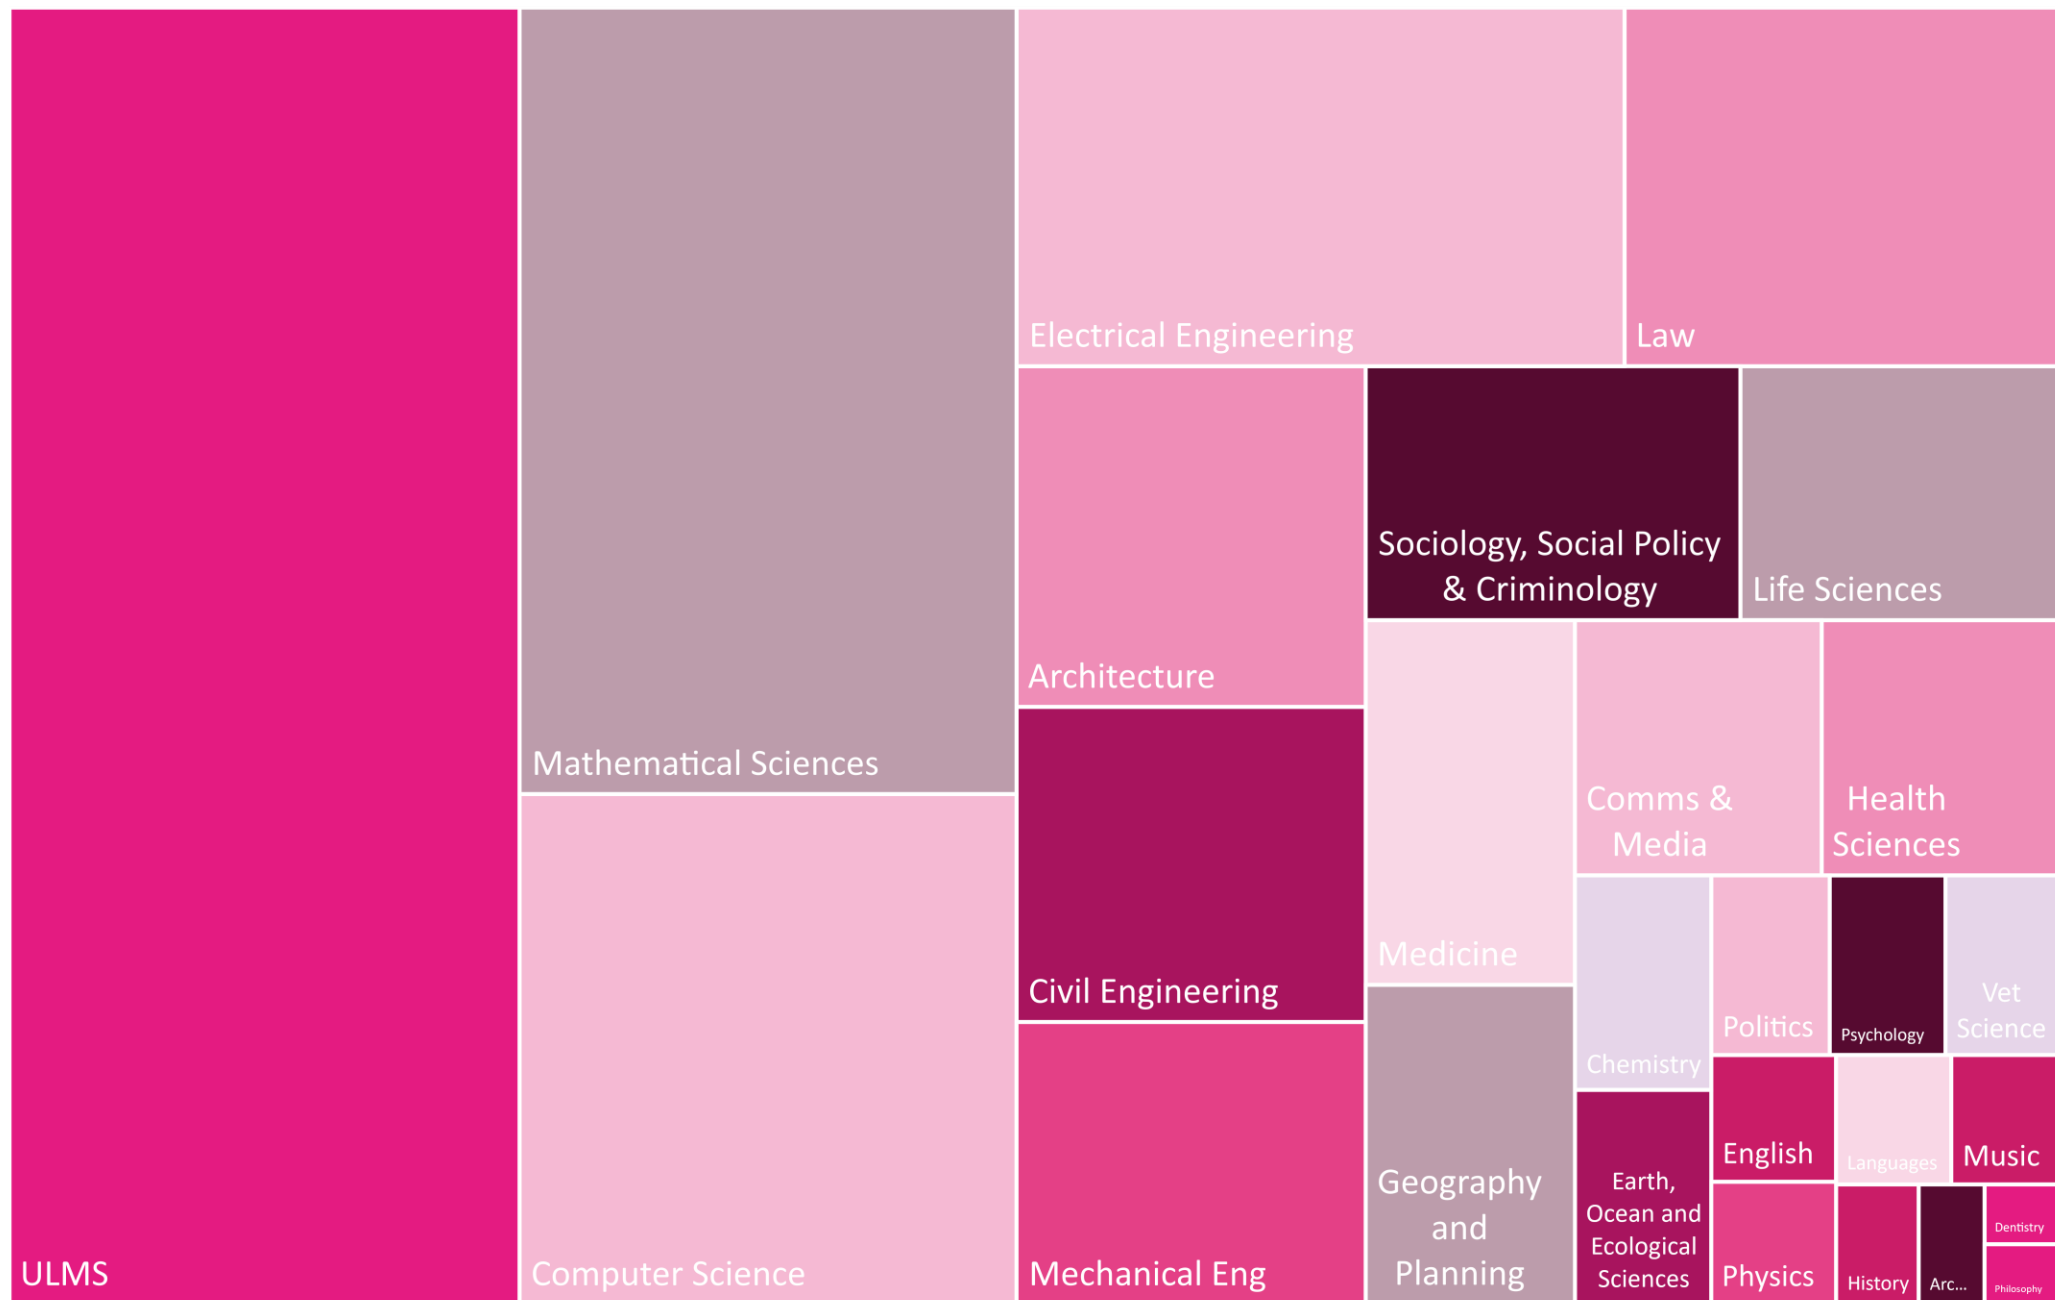 ULMS
Mathematical Sciences
Computer Science
Electrical Engineering
Law
Architecture
Sociology, Social Policy
& Criminology
Life Sciences
Civil Engineering
Mechanical Eng
Medicine
Comms &
Media
Health
Sciences
Geography
and
Planning
Chemistry
Politics
Psychology
Vet
Science
Earth,
Ocean and
Ecological
Sciences
English
Languages
Music
Physics
History
Arc...
Dentistry
Philosophy